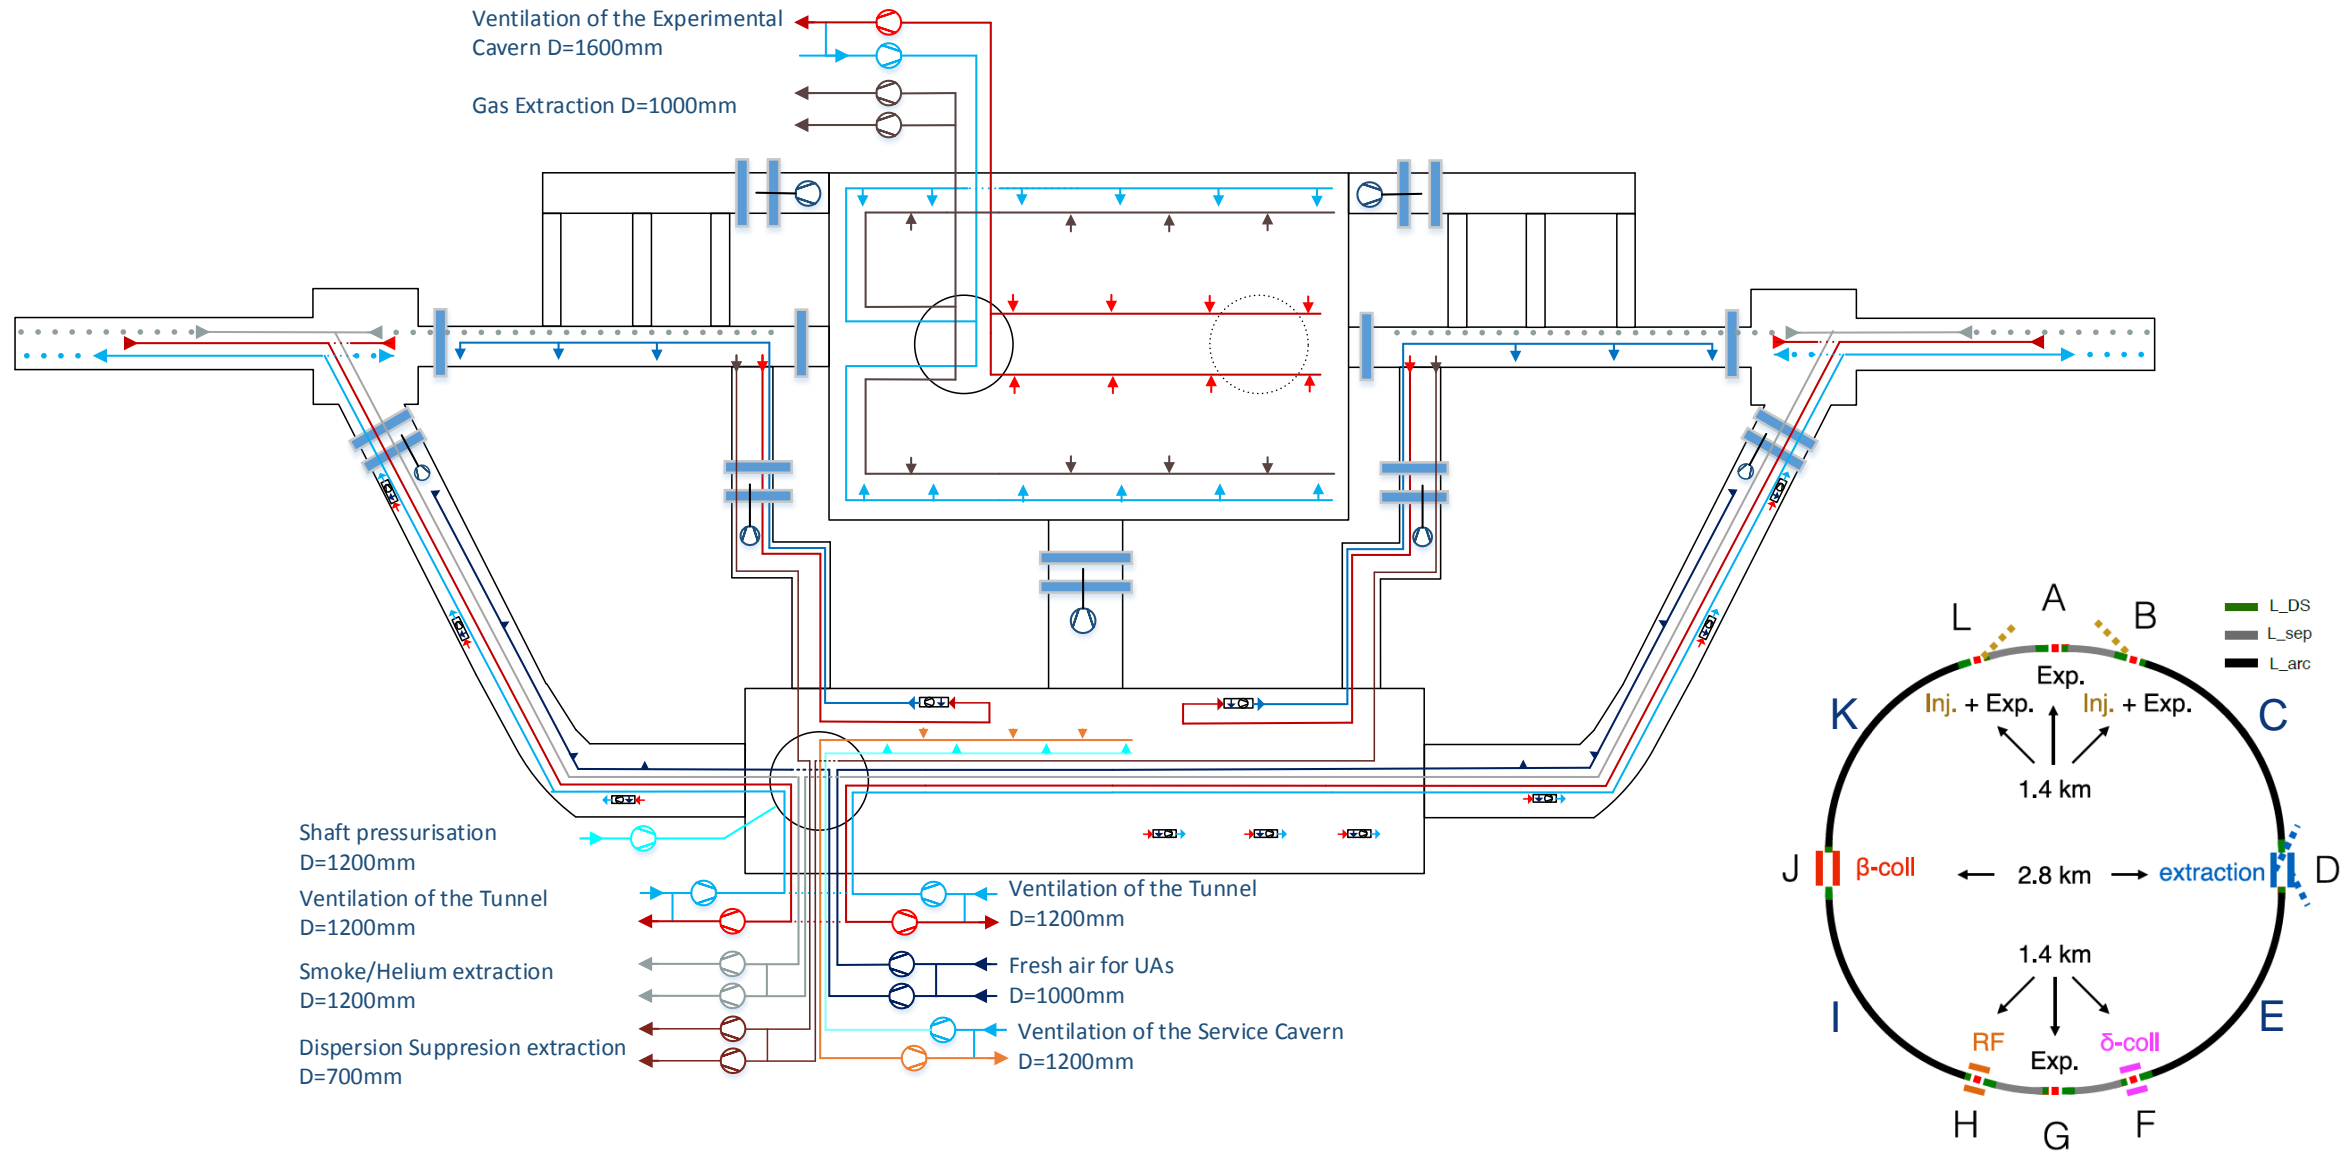 Ventilation of the Experimental
Cavern D=1600mm
Gas Extraction D=1000mm
Shaft pressurisation
D=1200mm
Ventilation of the Tunnel
D=1200mm
Smoke/Helium extraction
D=1200mm
Dispersion Suppresion extraction
D=700mm
Ventilation of the Tunnel
D=1200mm
Fresh air for UAs
D=1000mm
Ventilation of the Service Cavern
D=1200mm
L_DS
L_sep
L_arc
A
L
B
Exp.
Inj. + Exp.
Inj. + Exp.
K
C
1.4 km
J
β-coll
2.8 km
extraction
D
1.4 km
I
E
RF
δ-coll
Exp.
H
G
F